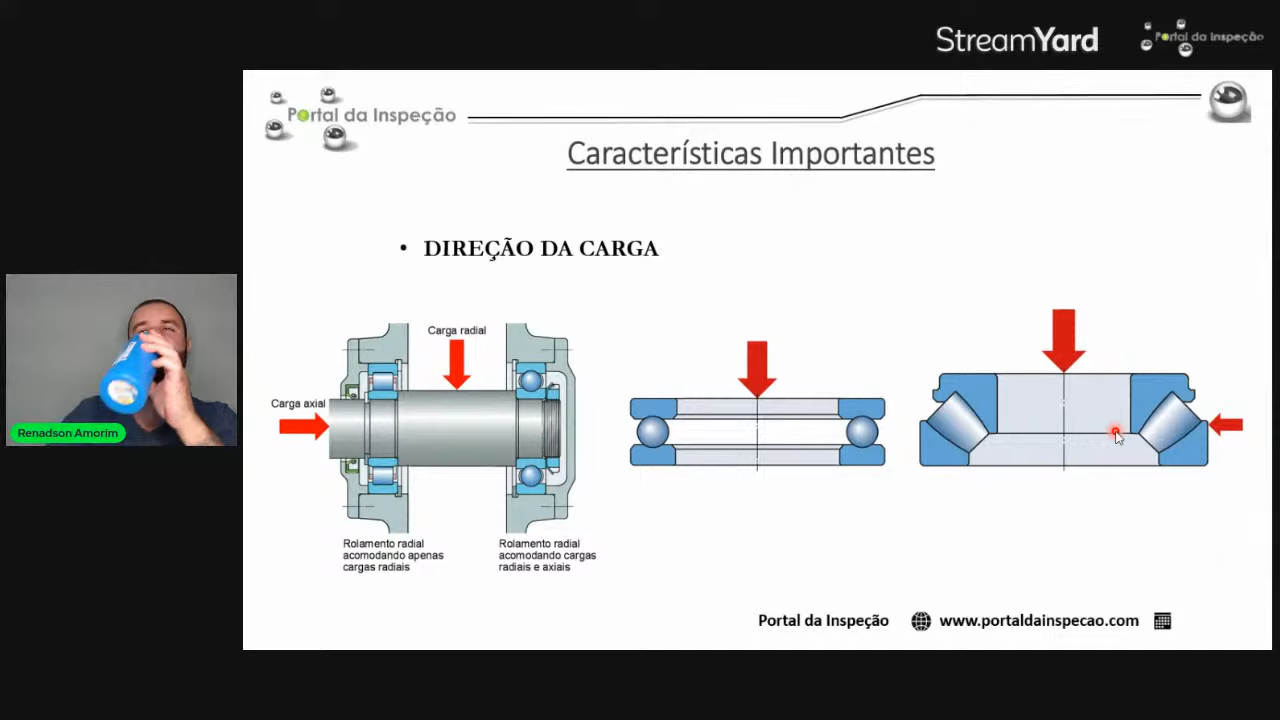 StreamYard
Portal da Inspeção
Portal da Inspeção
Características Importantes
• DIREÇÃO DA CARGA
Carga radial
Carga axial
Rolamento radial
acomodando apenas
cargas radiais
Rolamento radial
acomodando cargas
radiais e axiais
Renadson Amorim
Portal da Inspeção
www.portaldainspecao.com